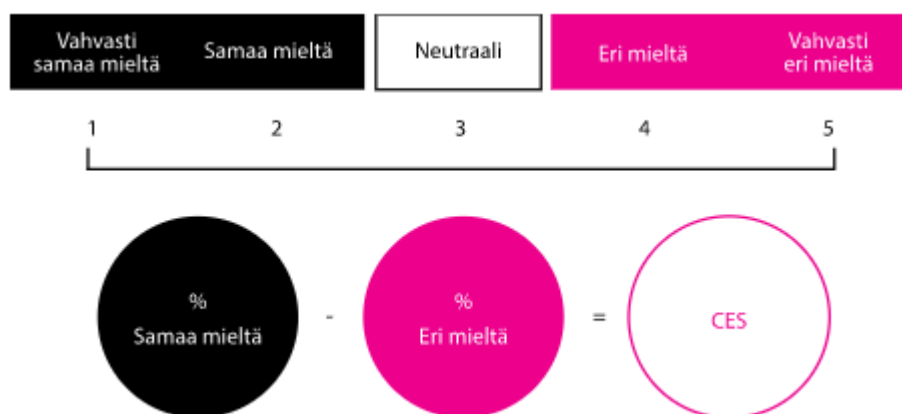 Vahvasti
samaa mieltä
Samaa mieltä
Neutraali
Eri mieltä
Vahvasti
eri mieltä
1 2 3 4 5
%
Samaa mieltä
-
%
Eri mieltä
=
CES